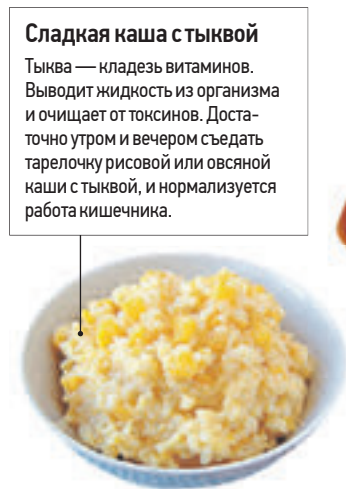 Сладкая каша с тыквой
Тыква — кладезь витаминов.
Выводит жидкость из организма
и очищает от токсинов. Доста-
точно утром и вечером съедать
тарелочку рисовой или овсяной
каши с тыквой, и нормализуется
работа кишечника.